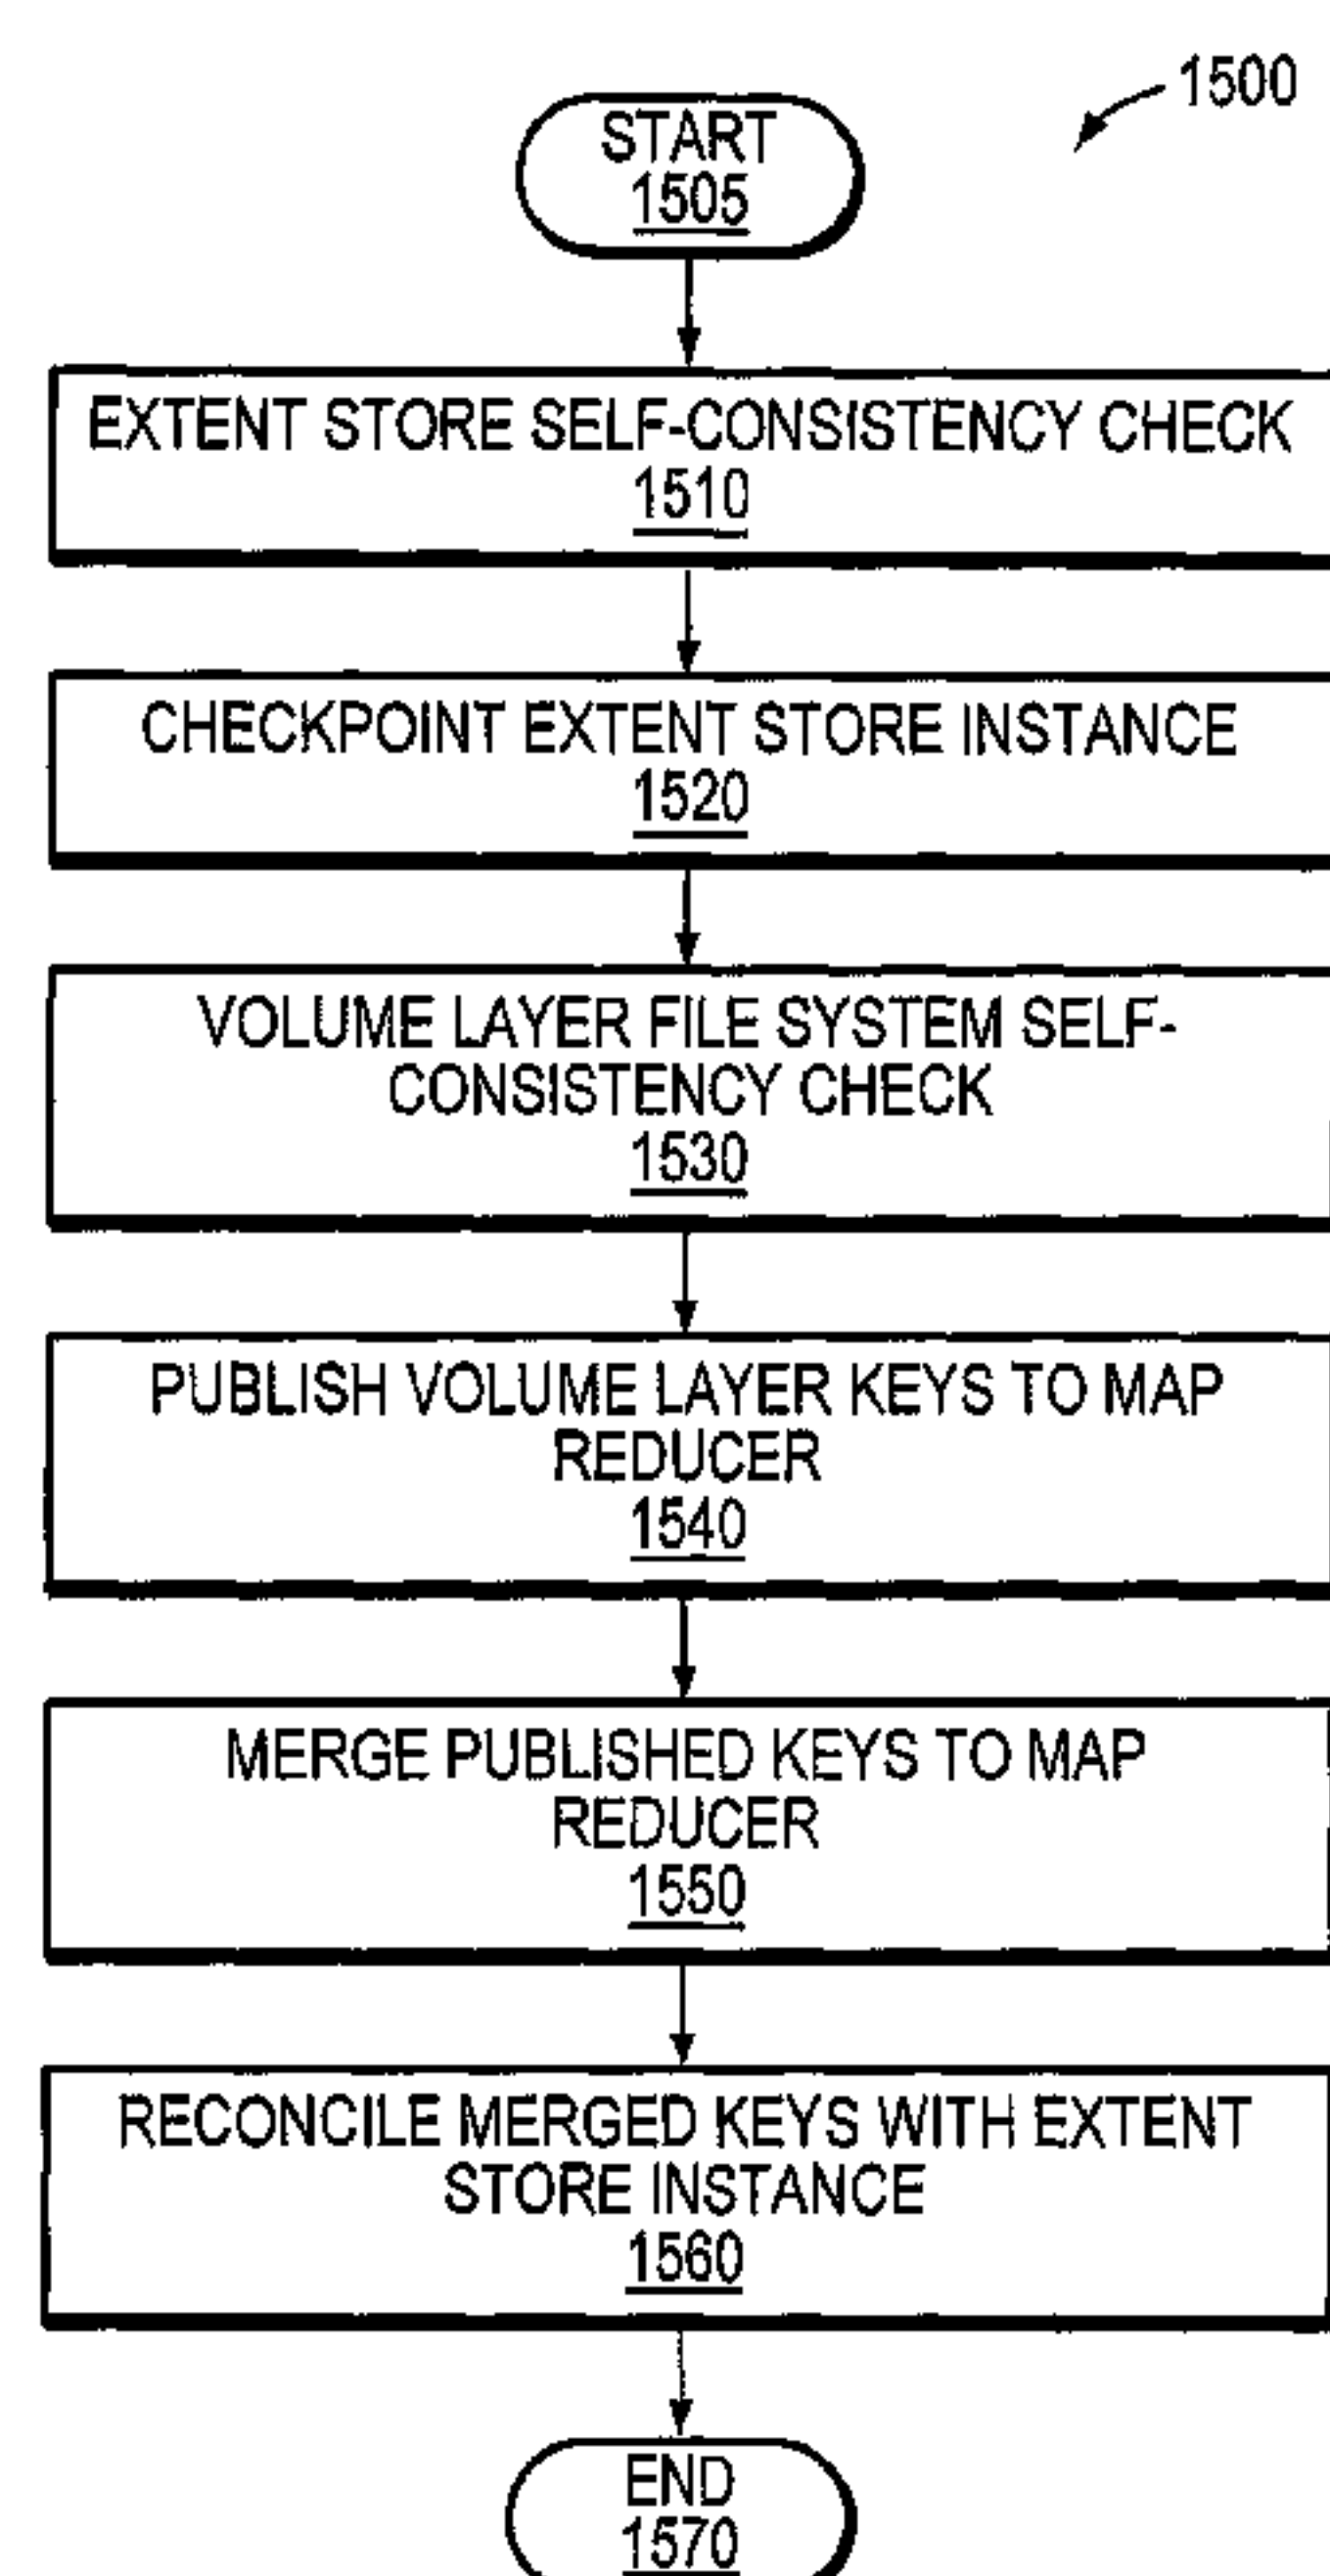 1500
START
1505
EXTENT STORE SELF-CONSISTENCY CHECK
1510
CHECKPOINT EXTENT STORE INSTANCE
1520
VOLUME LAYER FILE SYSTEM SELF-
CONSISTENCY CHECK
1530
PUBLISH VOLUME LAYER KEYS TO MAP
REDUCER
1540
MERGE PUBLISHED KEYS TO MAP
REDUCER
1550
RECONCILE MERGED KEYS WITH EXTENT
STORE INSTANCE
1560
END
1570